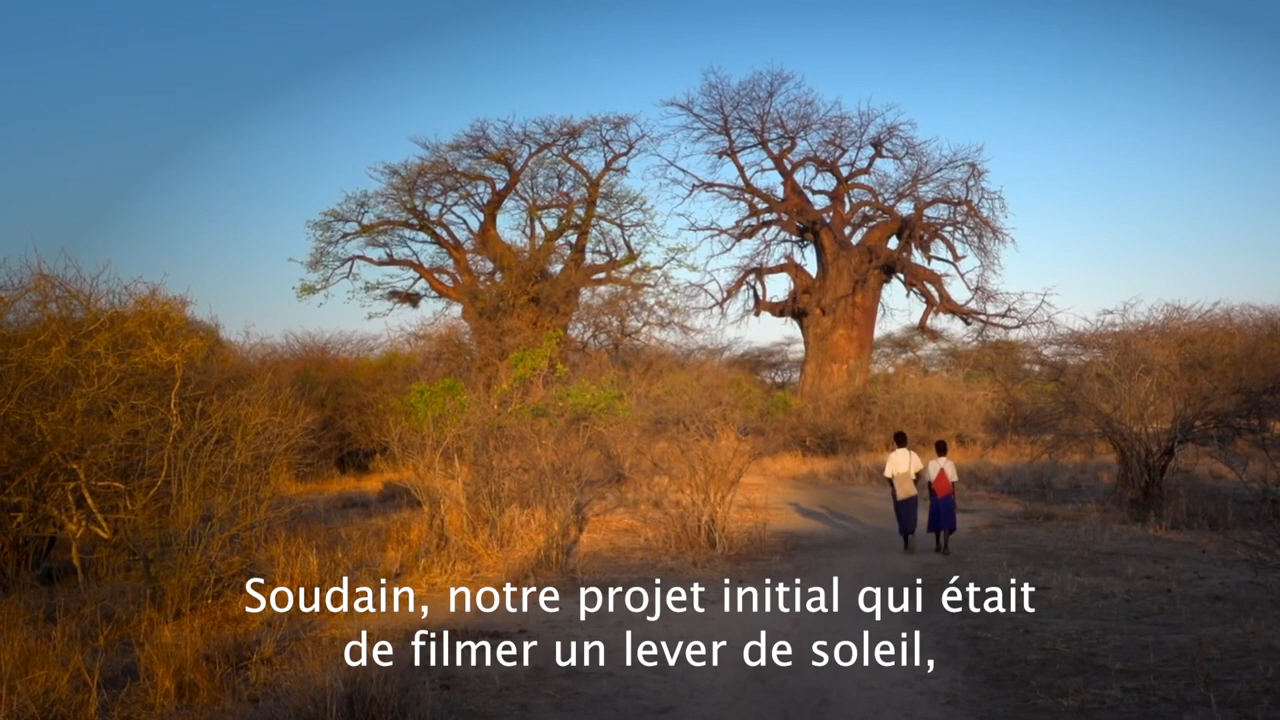 Soudain, notre projet initial qui était
de filmer un lever de soleil,